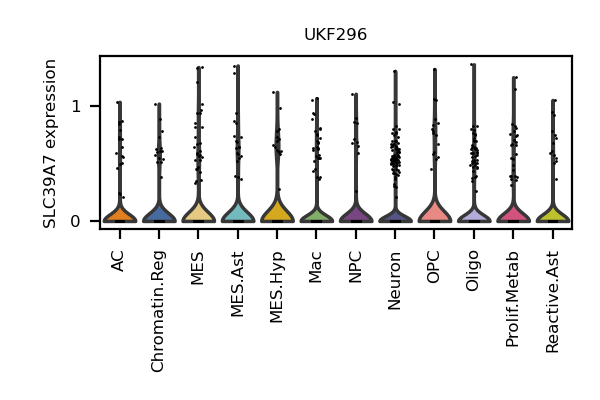 UKF296
SLC39A7 expression
1
0
AC
Chromatin.Reg
MES
MES.Ast
MES.Hyp
Mac
NPC
Neuron
OPC
Oligo
Prolif.Metab
Reactive.Ast